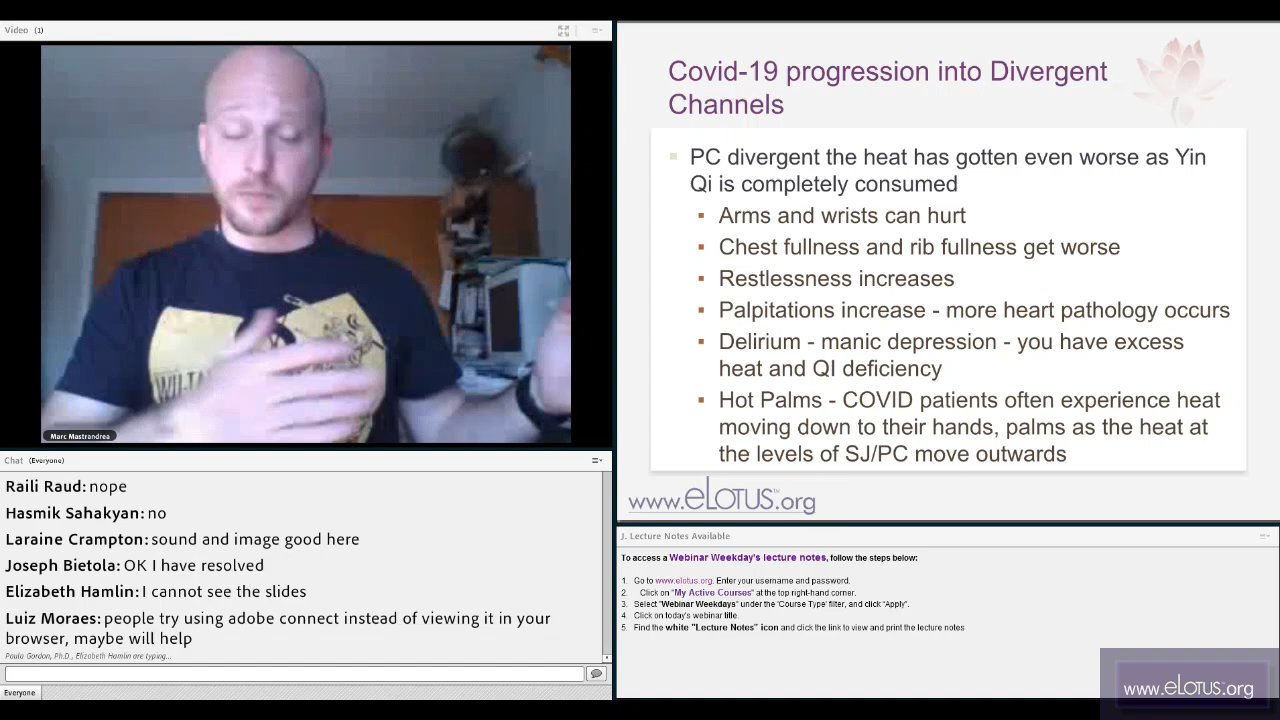 Video (1)
Marc Mastrandrea
Chat (Everyone)
Raili Raud: nope
Hasmik Sahakyan: no
Laraine Crampton: sound and image good here
Joseph Bietola: OK I have resolved
Elizabeth Hamlin: I cannot see the slides
Luiz Moraes: people try using adobe connect instead of viewing it in your
browser, maybe will help
Paula Gordon, Ph.D., Elizabeth Hamlin are typing...
Everyone
Covid-19 progression into Divergent
Channels
PC divergent the heat has gotten even worse as Yin
Qi is completely consumed
Arms and wrists can hurt
Chest fullness and rib fullness get worse
Restlessness increases
Palpitations increase - more heart pathology occurs
Delirium - manic depression - you have excess
heat and QI deficiency
Hot Palms - COVID patients often experience heat
moving down to their hands, palms as the heat at
the levels of SJ/PC move outwards
www.eLOTUS.org
J. Lecture Notes Available
To access a Webinar Weekday's lecture notes, follow the steps below:
1. Go to www.elotus.org. Enter your username and password.
2. Click on "My Active Courses" at the top right-hand corner.
3. Select "Webinar Weekdays" under the 'Course Type' filter, and click "Apply".
4. Click on today's webinar title.
5. Find the white "Lecture Notes" icon and click the link to view and print the lecture notes
www.eLOTUS.org